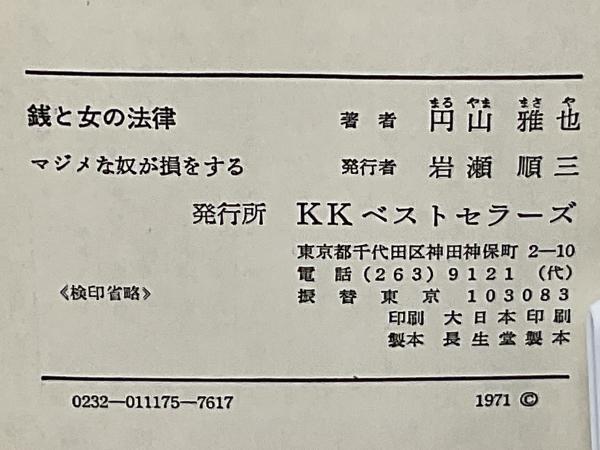 銭と女の法律
マジメな奴が損をする
まる やま まさ や
著者 円山雅也
発行者 岩瀬順三
発行所 KKベストセラーズ
東京都千代田区神田神保町 2―10
電話(263)9121(代)
振替東京 103083
《検印省略》
印刷 大日本印刷
製本 長生堂製本
0232―011175―7617
1971 ©